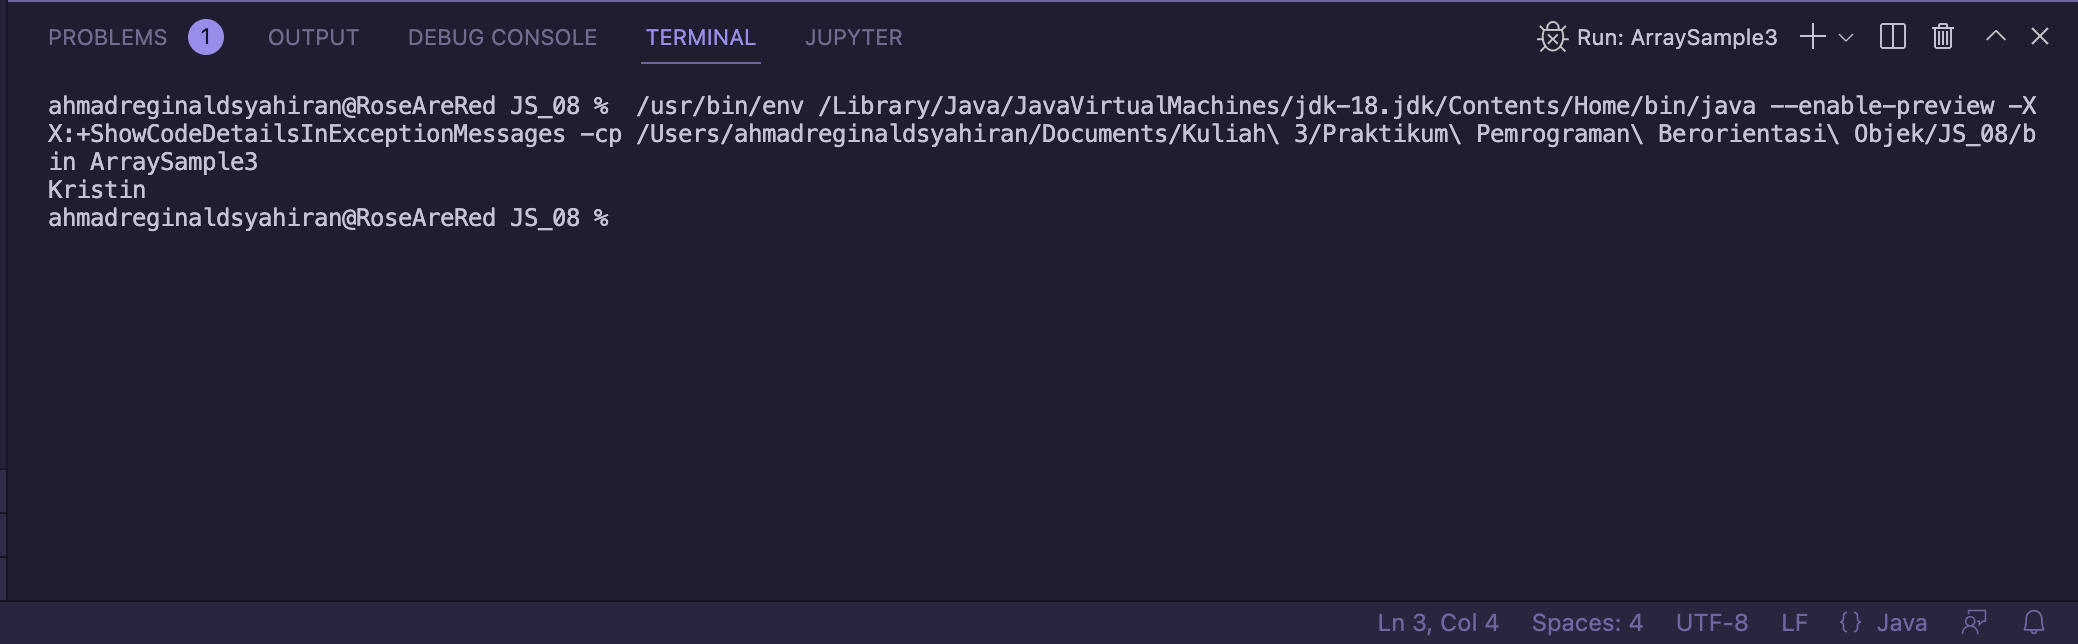 PROBLEMS 1 OUTPUT DEBUG CONSOLE TERMINAL JUPYTER Run: ArraySample3
ahmadreginaldsyahiran@RoseAreRed JS_08 %  /usr/bin/env /Library/Java/JavaVirtualMachines/jdk-18.jdk/Contents/Home/bin/java --enable-preview -X
X:+ShowCodeDetailsInExceptionMessages -cp /Users/ahmadreginaldsyahiran/Documents/Kuliah\ 3/Praktikum\ Pemrograman\ Berorientasi\ Objek/JS_08/b
in ArraySample3
Kristin
ahmadreginaldsyahiran@RoseAreRed JS_08 %
Ln 3, Col 4 Spaces: 4 UTF-8 LF {} Java